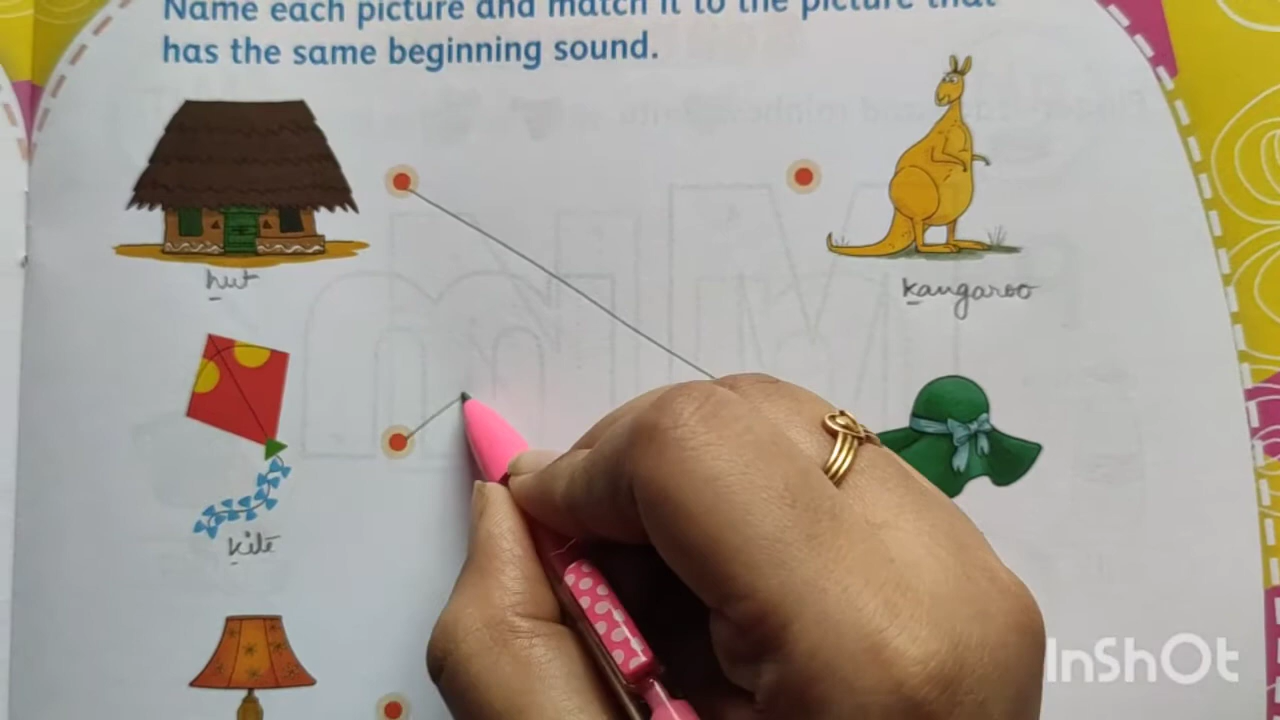 Name each picture and match it to the picture that
has the same beginning sound.
hut
kangaroo
kite
InShOt